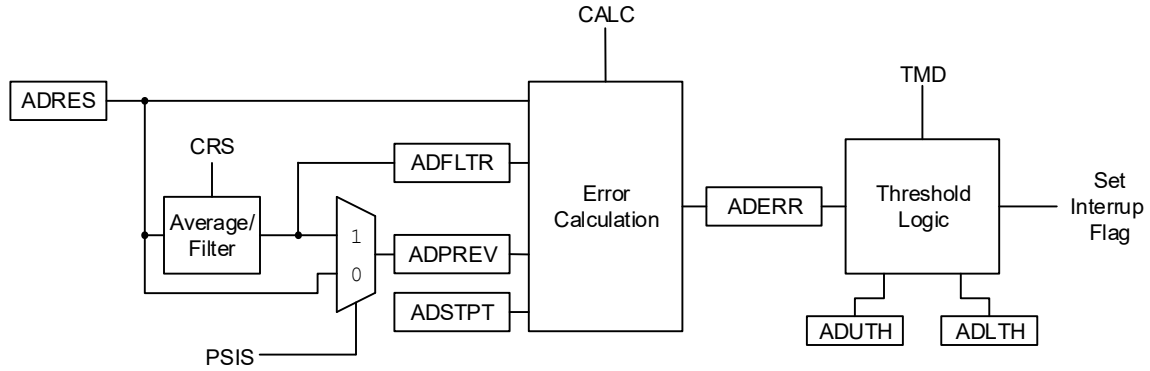 CALC
TMD
ADRES
CRS
ADFLTR
Average/
Filter
1
0
ADPREV
ADSTPT
PSIS
Error
Calculation
ADERR
Threshold
Logic
Set
Interrup
Flag
ADUTH
ADLTH